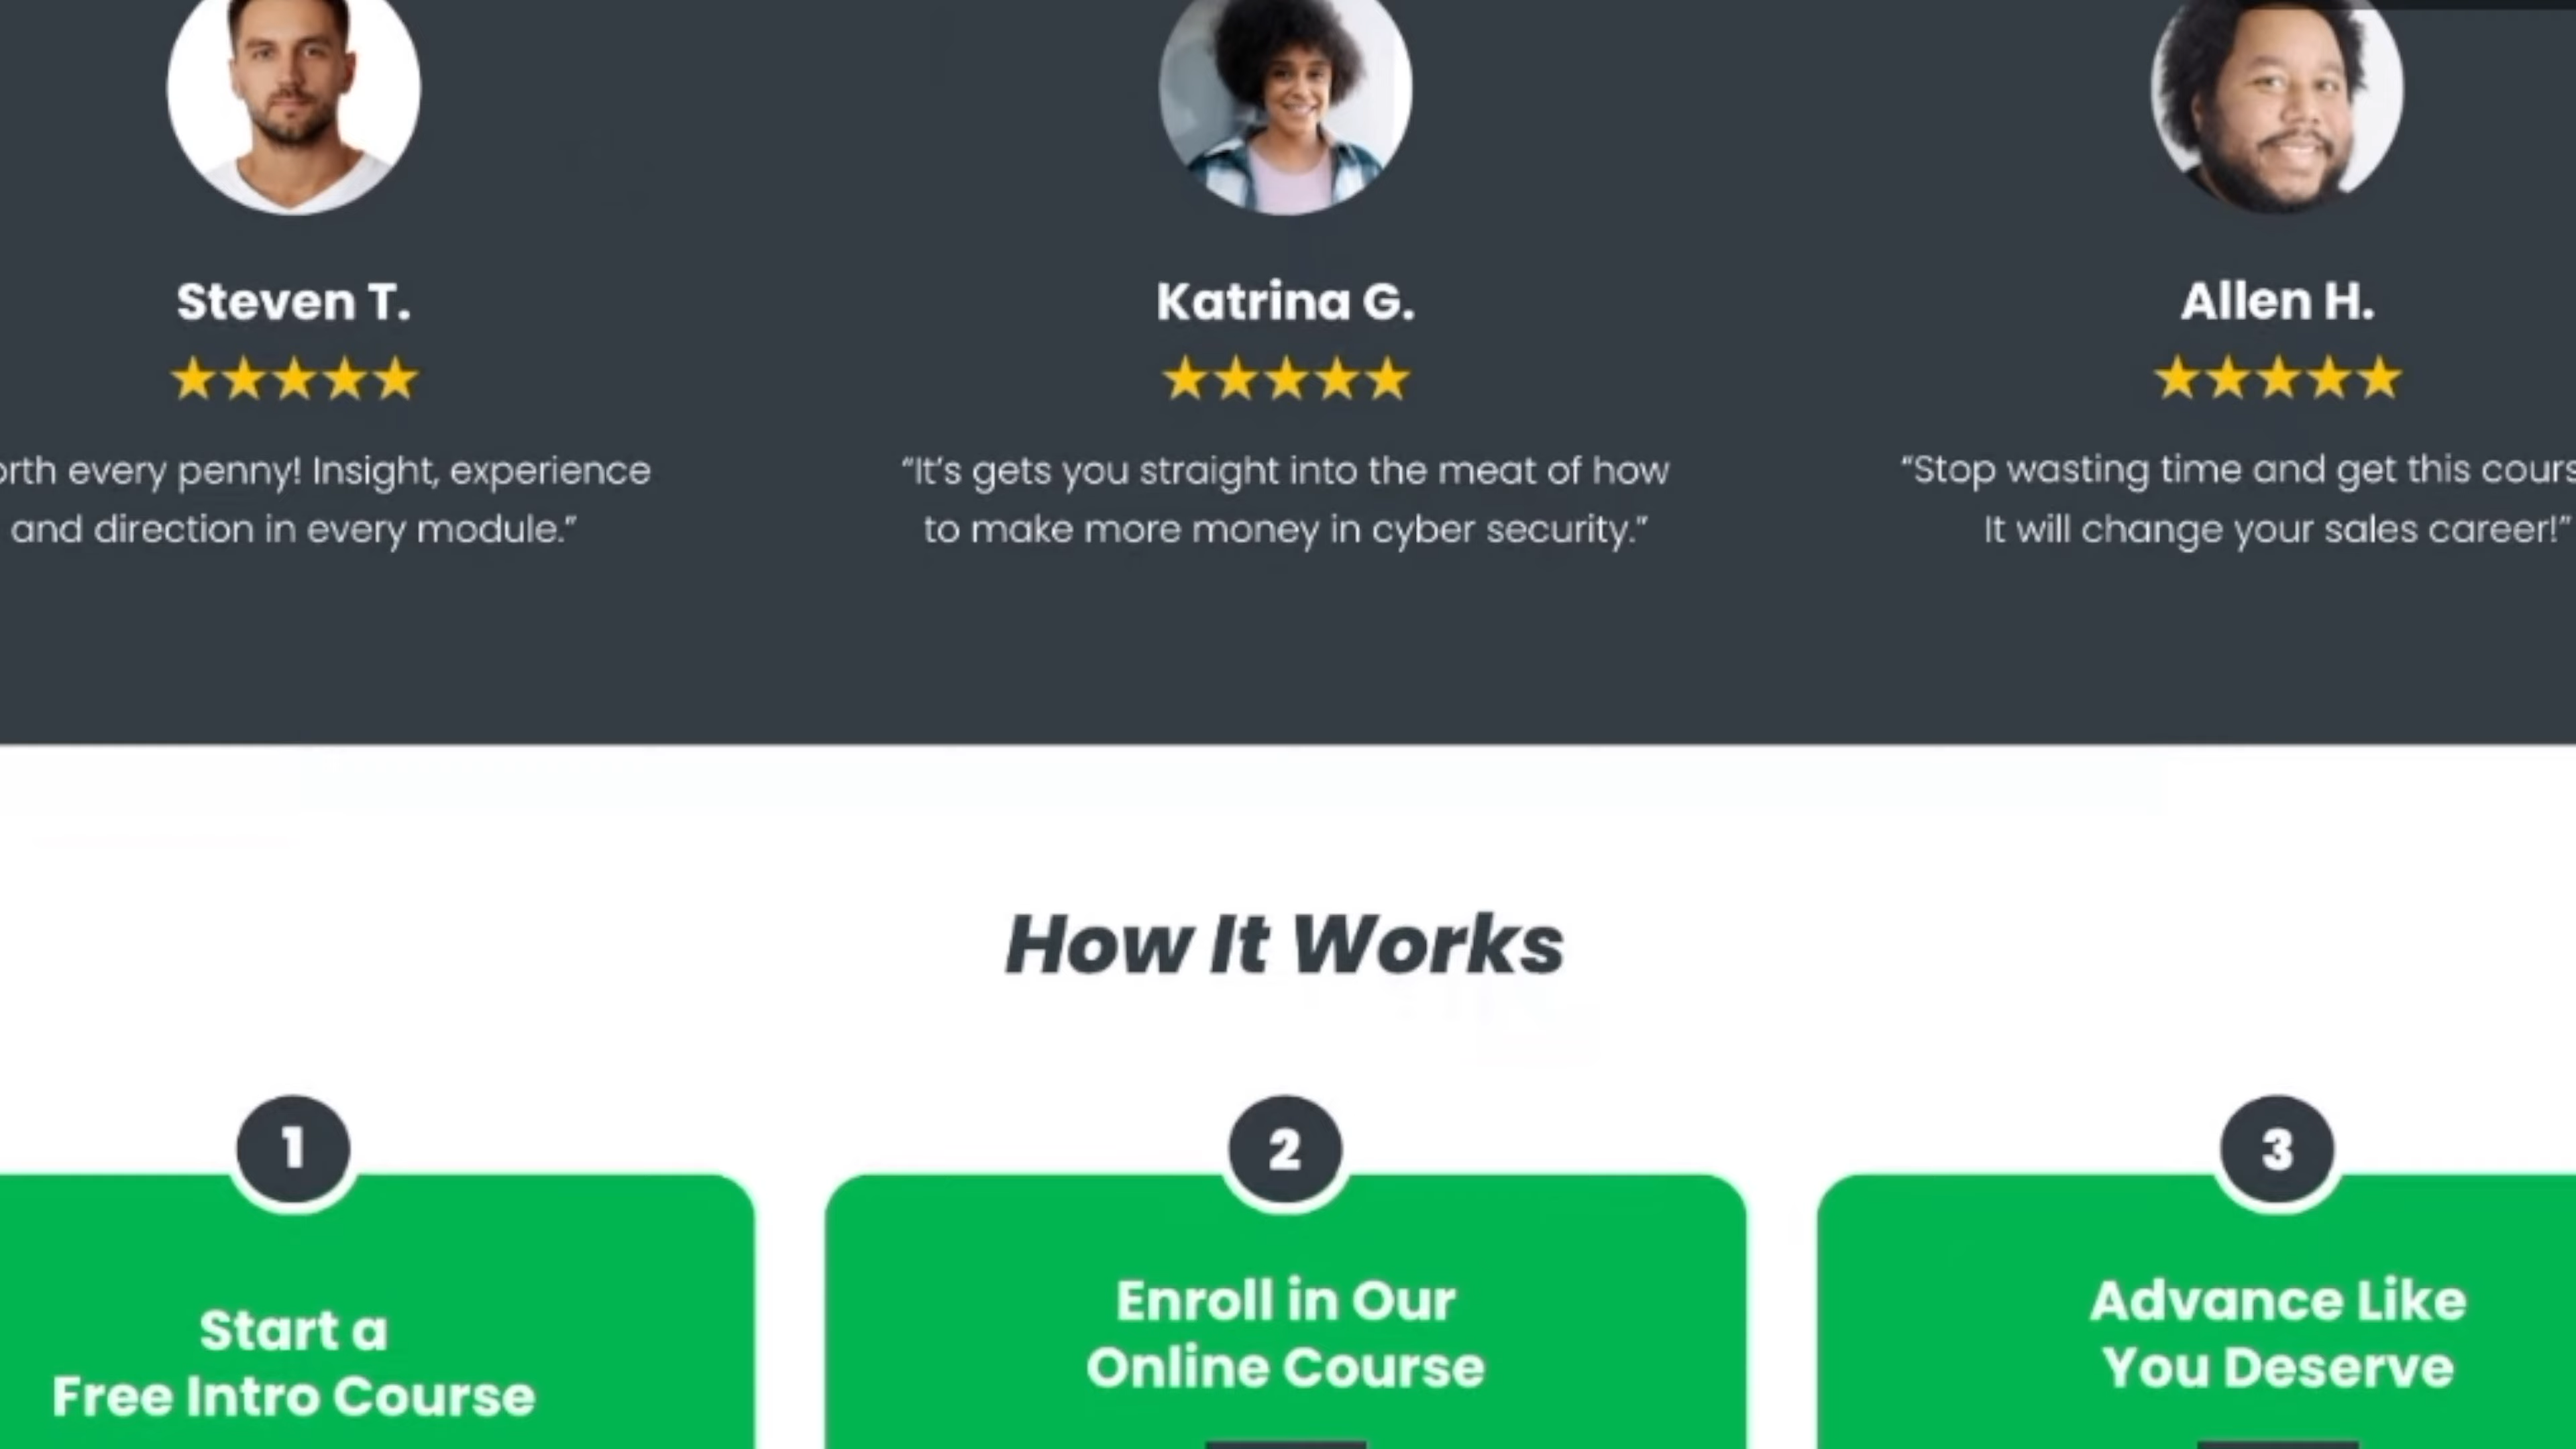 Steven T.
Katrina G.
Allen H.
every penny! Insight, experience
and direction in every module.”
“It’s gets you straight into the meat of how
to make more money in cyber security.”
“Stop wasting time and get this
It will change your sales career!”
How It Works
1
2
3
Start a
Free Intro Course
Enroll in Our
Online Course
Advance Like
You Deserve